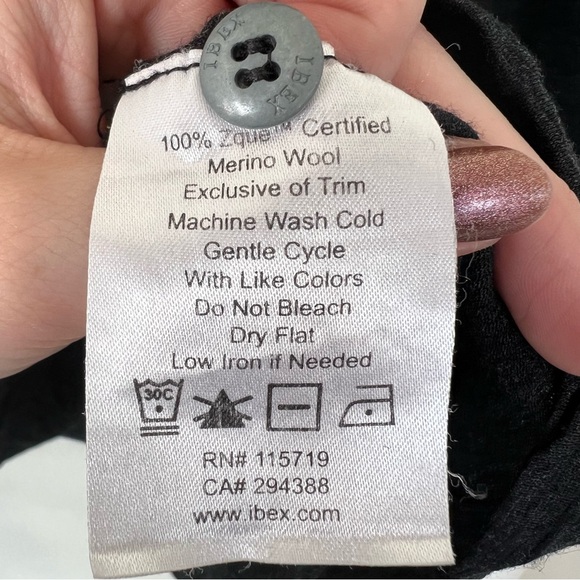 IBEX
IBEX
100% Zque™ Certified
Merino Wool
Exclusive of Trim
Machine Wash Cold
Gentle Cycle
With Like Colors
Do Not Bleach
Dry Flat
Low Iron if Needed
30C
RN# 115719
CA# 294388
www.ibex.com